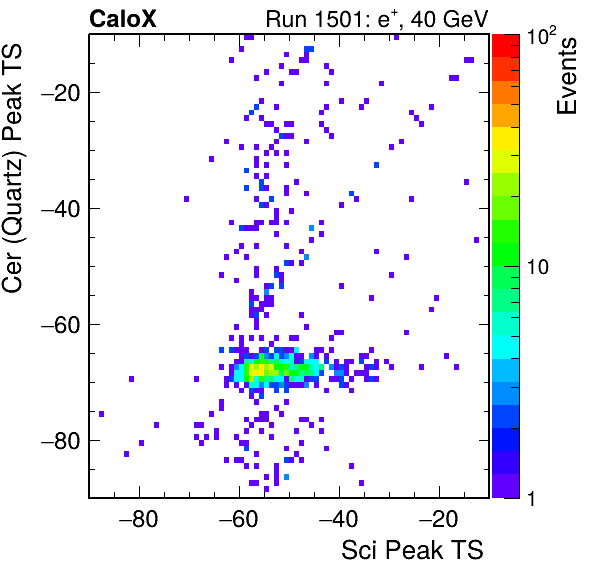 CaloX Run 1501: e⁺, 40 GeV
10²
10
1
Events
Cer (Quartz) Peak TS
−20
−40
−60
−80
−80 −60 −40 −20
Sci Peak TS